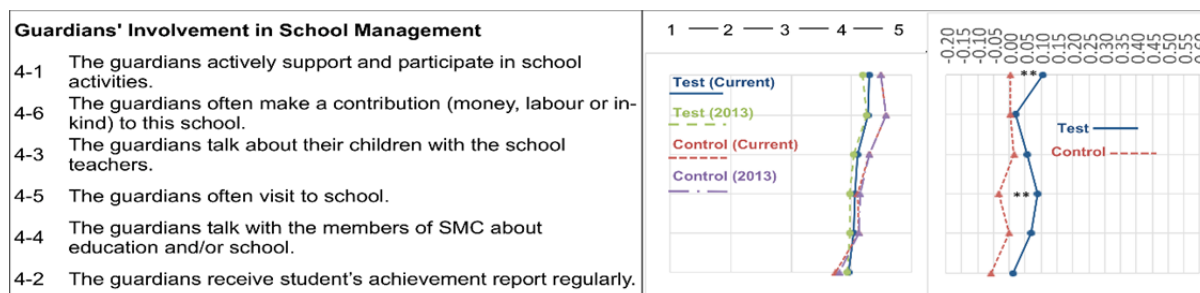 Guardians' Involvement in School Management
4-1 The guardians actively support and participate in school
activities.
4-6 The guardians often make a contribution (money, labour or in-
kind) to this school.
4-3 The guardians talk about their children with the school
teachers.
4-5 The guardians often visit to school.
4-4 The guardians talk with the members of SMC about
education and/or school.
4-2 The guardians receive student's achievement report regularly.
1 — 2 — 3 — 4 — 5
Test (Current)
Test (2013)
Control (Current)
Control (2013)
-0.20
-0.15
-0.10
-0.05
0.00
0.05
0.10
0.15
0.20
0.25
0.30
0.35
0.40
0.45
0.50
0.55
**
Test
Control
**